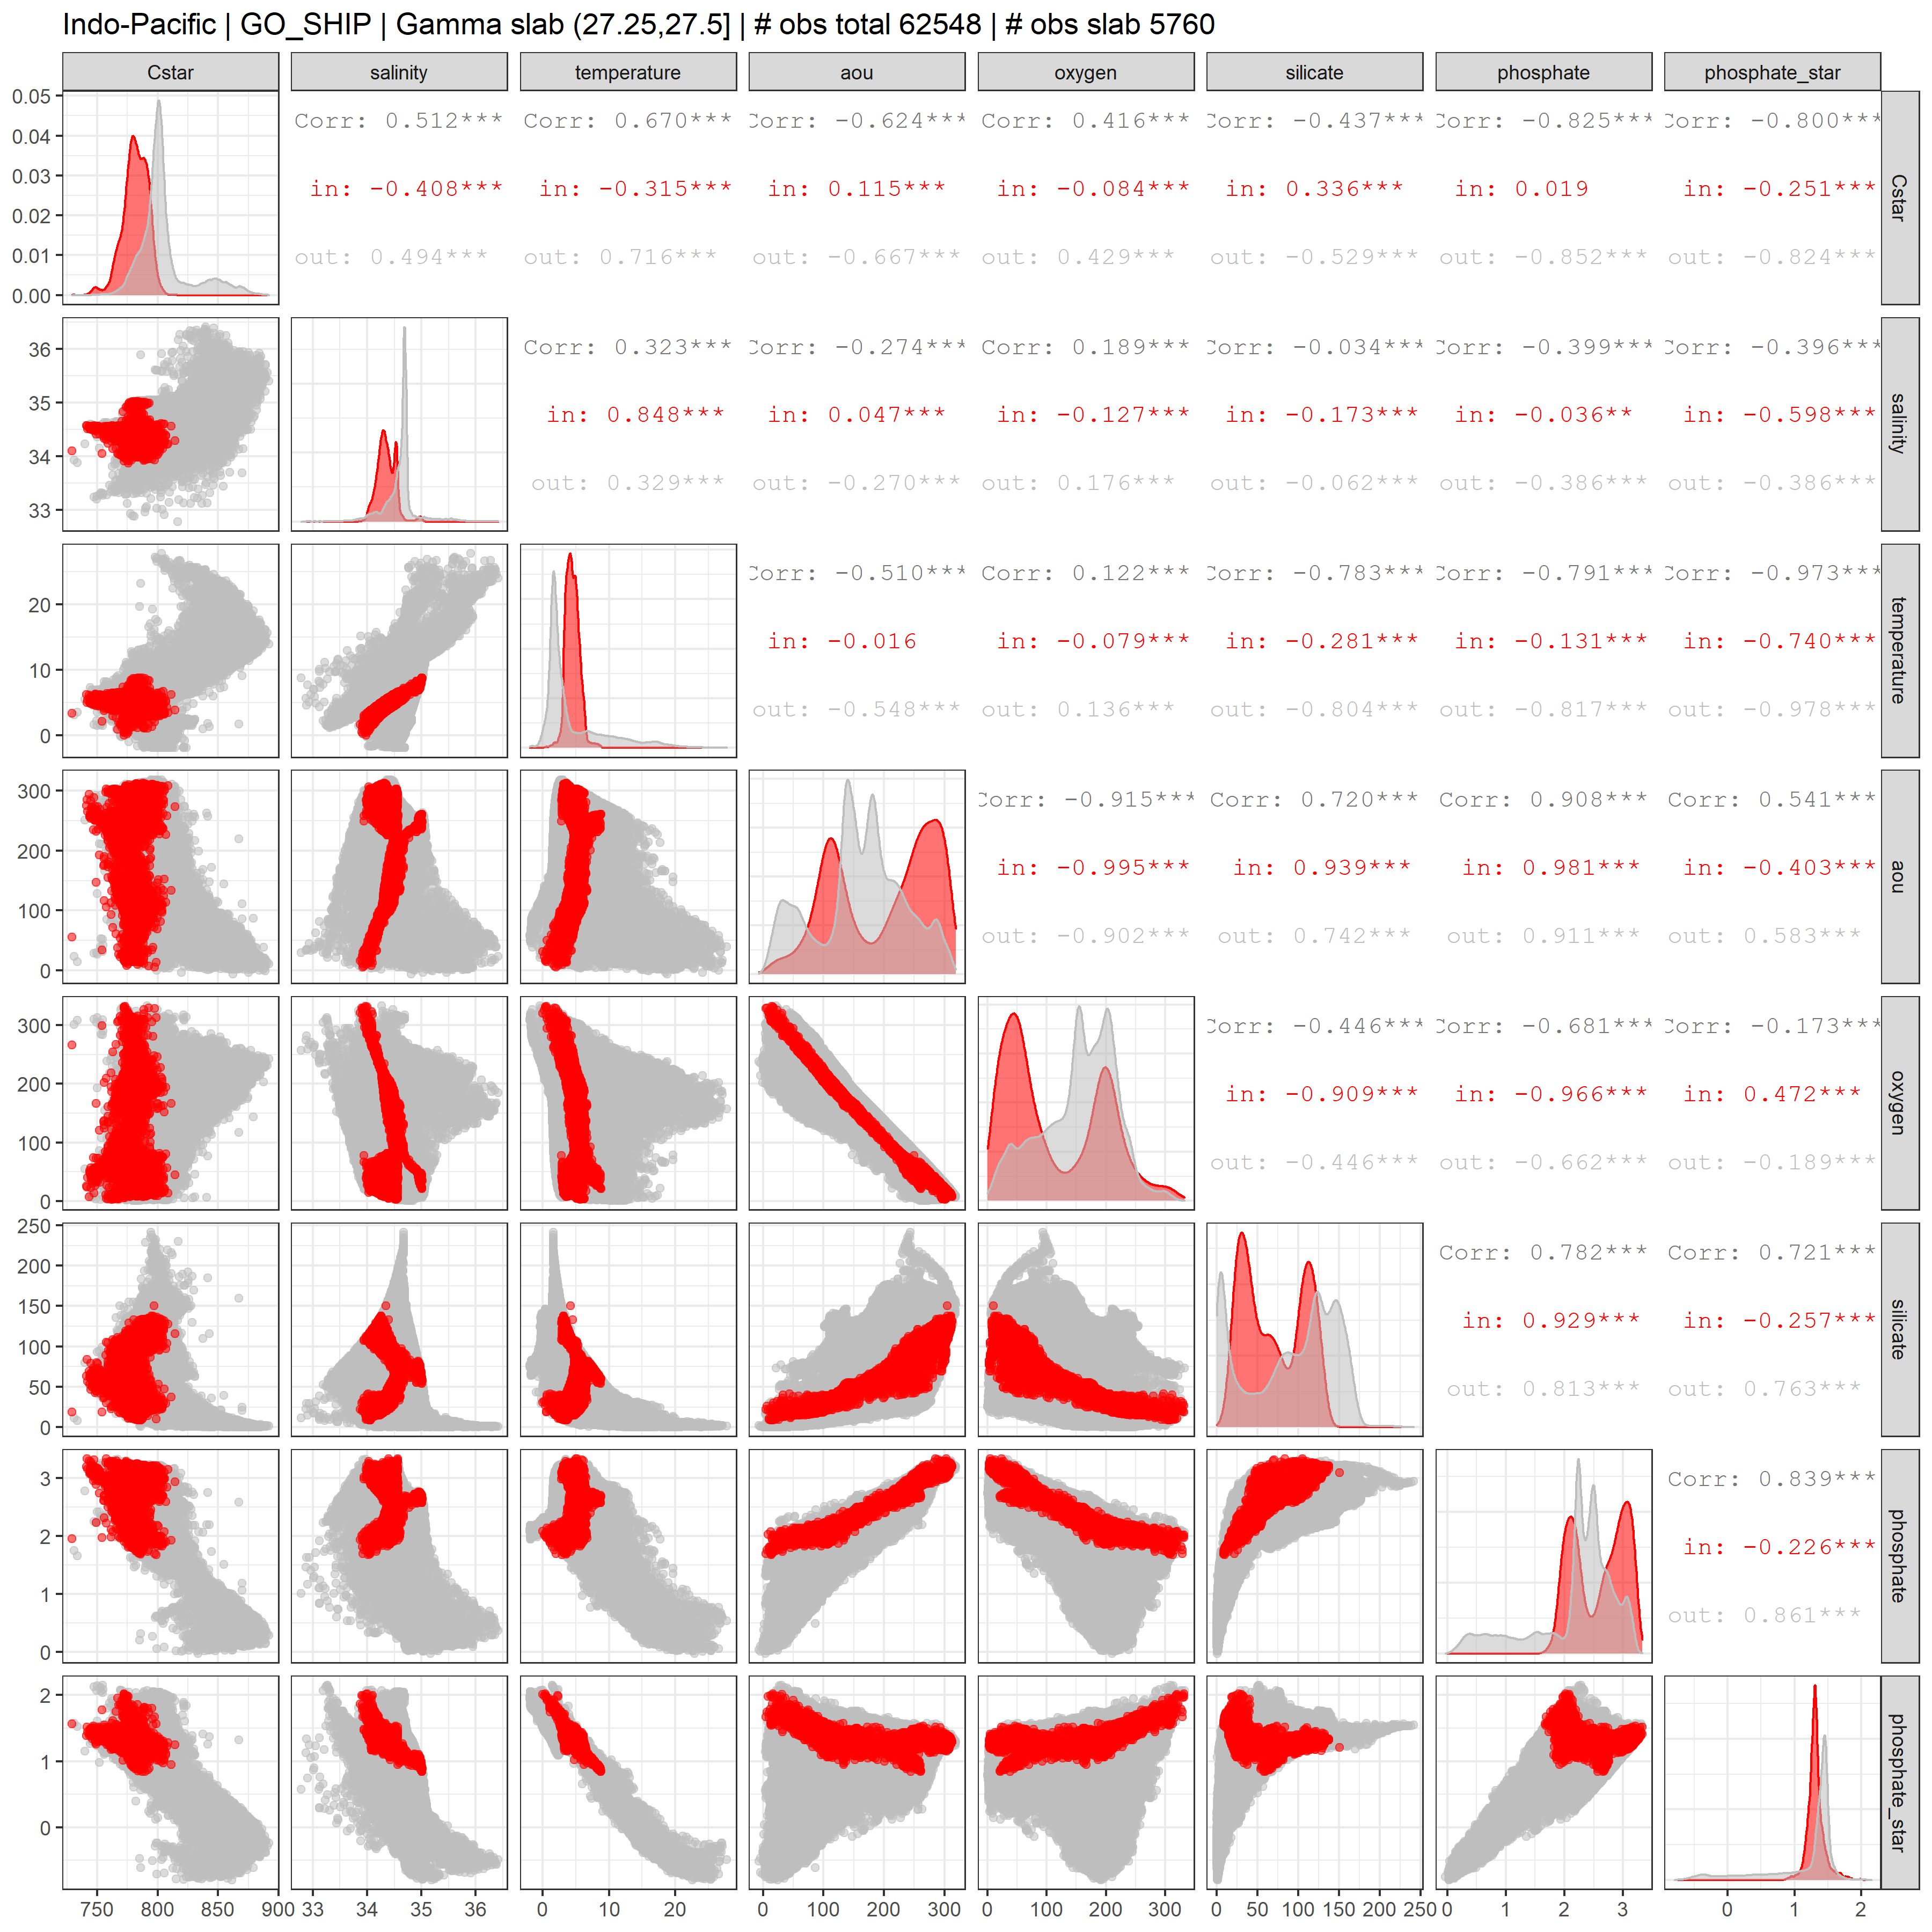 Indo-Pacific | GO_SHIP | Gamma slab (27.25,27.5] | # obs total 62548 | # obs slab 5760
Cstar salinity temperature aou oxygen silicate phosphate phosphate_star
0.05
0.04
0.03
0.02
0.01
0.00
Corr: 0.512*** Corr: 0.670*** Corr: -0.624*** Corr: 0.416*** Corr: -0.437*** Corr: -0.825*** Corr: -0.800***
in: -0.408*** in: -0.315*** in: 0.115*** in: -0.084*** in: 0.336*** in: 0.019 in: -0.251***
out: 0.494*** out: 0.716*** out: -0.667*** out: 0.429*** out: -0.529*** out: -0.852*** out: -0.824***
Cstar
36
35
34
33
Corr: 0.323*** Corr: -0.274*** Corr: 0.189*** Corr: -0.034*** Corr: -0.399*** Corr: -0.396***
in: 0.848*** in: 0.047*** in: -0.127*** in: -0.173*** in: -0.036** in: -0.598***
out: 0.329*** out: -0.270*** out: 0.176*** out: -0.062*** out: -0.386*** out: -0.386***
salinity
20
10
0
Corr: -0.510*** Corr: 0.122*** Corr: -0.783*** Corr: -0.791*** Corr: -0.973***
in: -0.016 in: -0.079*** in: -0.281*** in: -0.131*** in: -0.740***
out: -0.548*** out: 0.136*** out: -0.804*** out: -0.817*** out: -0.978***
temperature
300
200
100
0
Corr: -0.915*** Corr: 0.720*** Corr: 0.908*** Corr: 0.541***
in: -0.995*** in: 0.939*** in: 0.981*** in: -0.403***
out: -0.902*** out: 0.742*** out: 0.911*** out: 0.583***
aou
300
200
100
0
Corr: -0.446*** Corr: -0.681*** Corr: -0.173***
in: -0.909*** in: -0.966*** in: 0.472***
out: -0.446*** out: -0.662*** out: -0.189***
oxygen
250
200
150
100
50
0
Corr: 0.782*** Corr: 0.721***
in: 0.929*** in: -0.257***
out: 0.813*** out: 0.763***
silicate
3
2
1
0
Corr: 0.839***
in: -0.226***
out: 0.861***
phosphate
2
1
0
phosphate_star
750 800 850 900 33 34 35 36 0 10 20 0 100 200 300 0 100 200 300 0 50 100 150 200 250 0 1 2 3 0 1 2